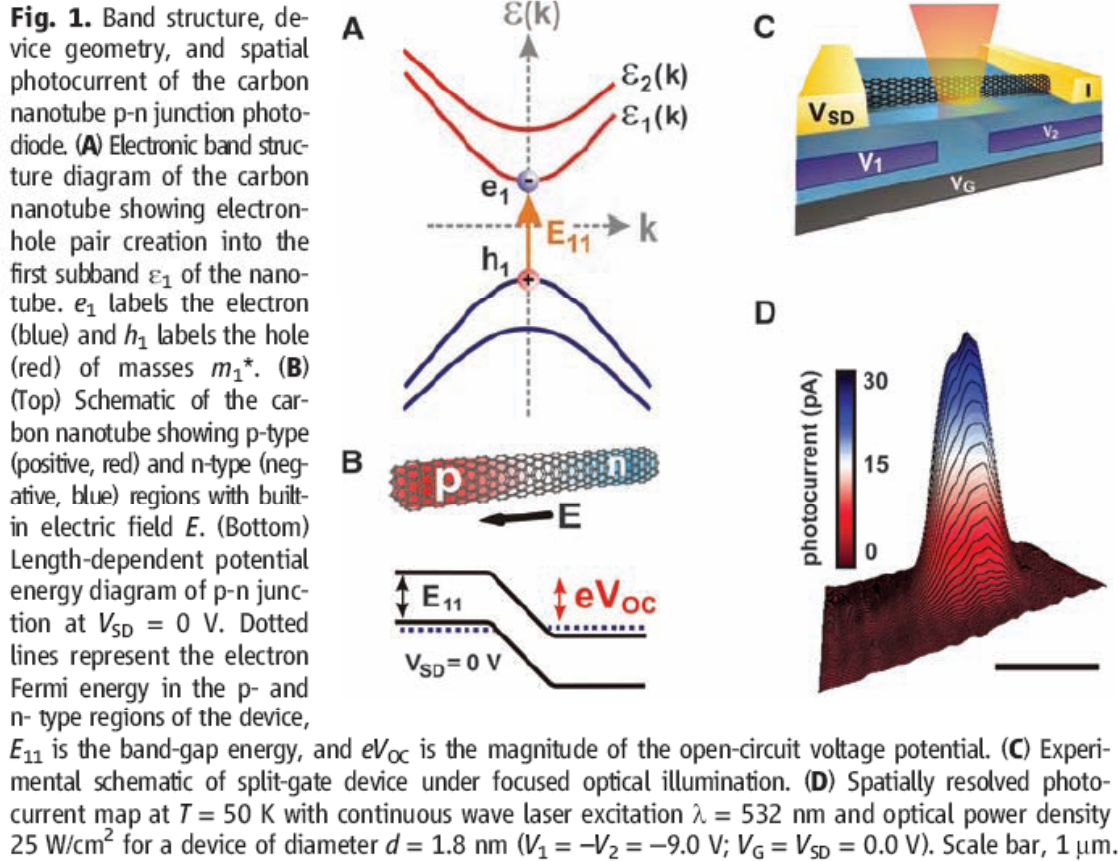 Fig. 1. Band structure, de-
vice geometry, and spatial
photocurrent of the carbon
nanotube p-n junction photo-
diode. (A) Electronic band struc-
ture diagram of the carbon
nanotube showing electron-
hole pair creation into the
first subband ε1 of the nano-
tube. e1 labels the electron
(blue) and h1 labels the hole
(red) of masses m1*. (B)
(Top) Schematic of the car-
bon nanotube showing p-type
(positive, red) and n-type (neg-
ative, blue) regions with built-
in electric field E. (Bottom)
Length-dependent potential
energy diagram of p-n junc-
tion at VSD = 0 V. Dotted
lines represent the electron
Fermi energy in the p- and
n- type regions of the device,
E11 is the band-gap energy, and eVOC is the magnitude of the open-circuit voltage potential. (C) Experi-
mental schematic of split-gate device under focused optical illumination. (D) Spatially resolved photo-
current map at T = 50 K with continuous wave laser excitation λ = 532 nm and optical power density
25 W/cm² for a device of diameter d = 1.8 nm (V1 = −V2 = −9.0 V; VG = VSD = 0.0 V). Scale bar, 1 μm.
A
ε(k)
ε2(k)
ε1(k)
e1
-
E11
k
h1
+
B
p
n
E
E11
eVOC
VSD = 0 V
C
VSD
I
V1
V2
VG
D
photocurrent (pA)
30
15
0